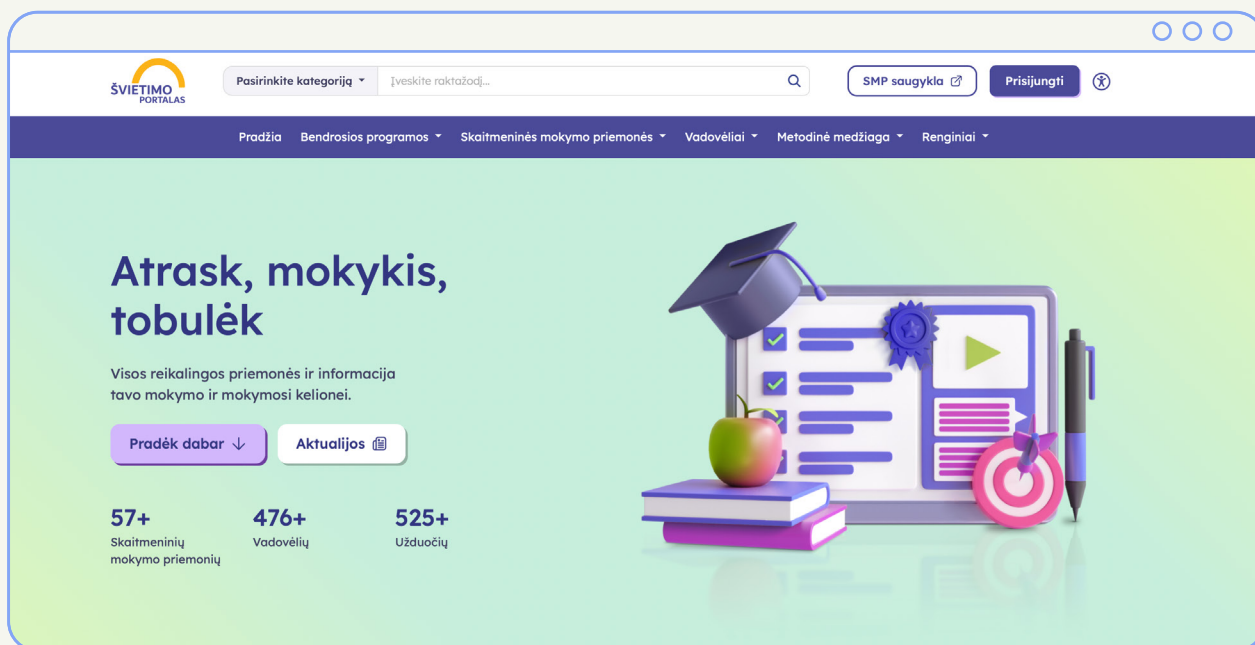 ŠVIETIMO
PORTALAS
Pasirinkite kategoriją
Įveskite raktažodį...
SMP saugykla
Prisijungti
Pradžia Bendrosios programos Skaitmeninės mokymo priemonės Vadovėliai Metodinė medžiaga Renginiai
Atrask, mokykis,
tobulėk
Visos reikalingos priemonės ir informacija
tavo mokymo ir mokymosi kelionei.
Pradėk dabar
Aktualijos
57+
Skaitmeninių
mokymo priemonių
476+
Vadovėlių
525+
Užduočių